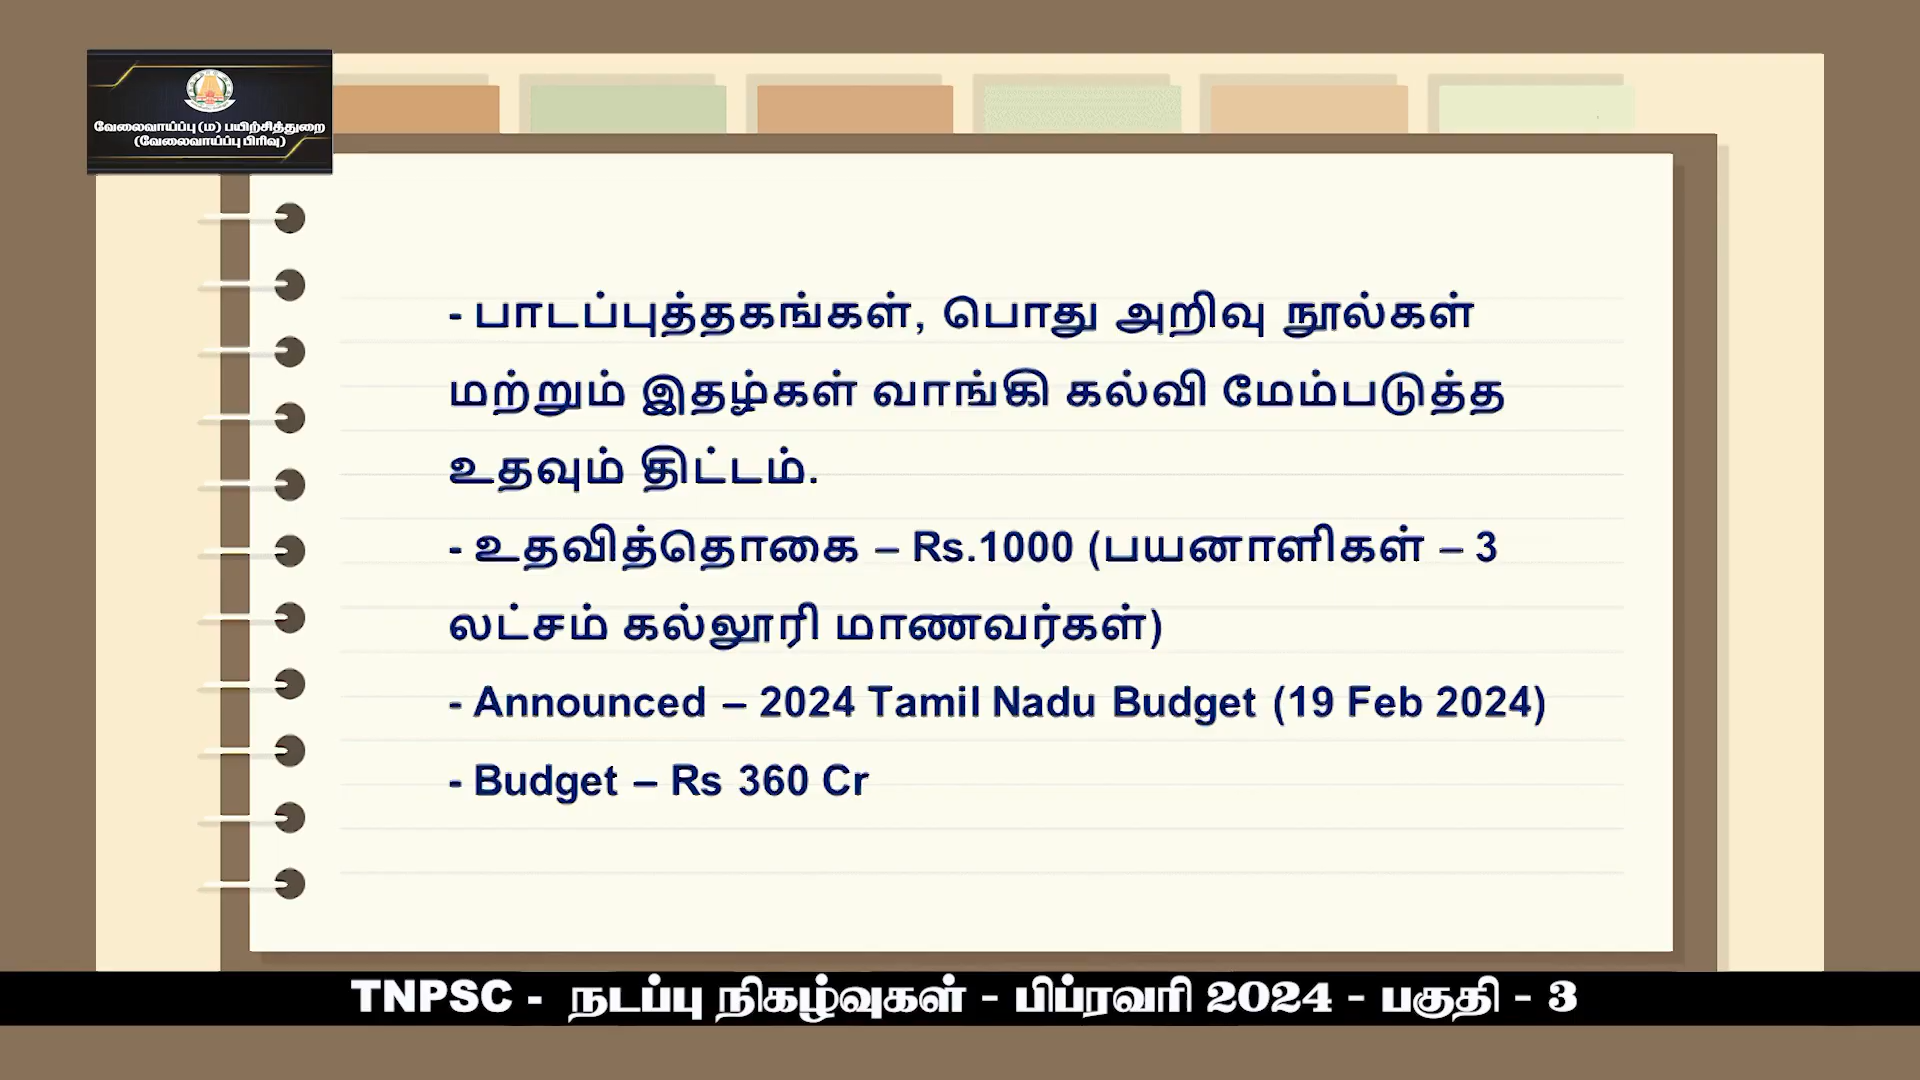 வேலைவாய்ப்பு (ம) பயிற்சித்துறை
(வேலைவாய்ப்பு பிரிவு)
- பாடப்புத்தகங்கள், பொது அறிவு நூல்கள்
மற்றும் இதழ்கள் வாங்கி கல்வி மேம்படுத்த
உதவும் திட்டம்.
- உதவித்தொகை – Rs.1000 (பயனாளிகள் – 3
லட்சம் கல்லூரி மாணவர்கள்)
- Announced – 2024 Tamil Nadu Budget (19 Feb 2024)
- Budget – Rs 360 Cr
TNPSC - நடப்பு நிகழ்வுகள் - பிப்ரவரி 2024 - பகுதி - 3